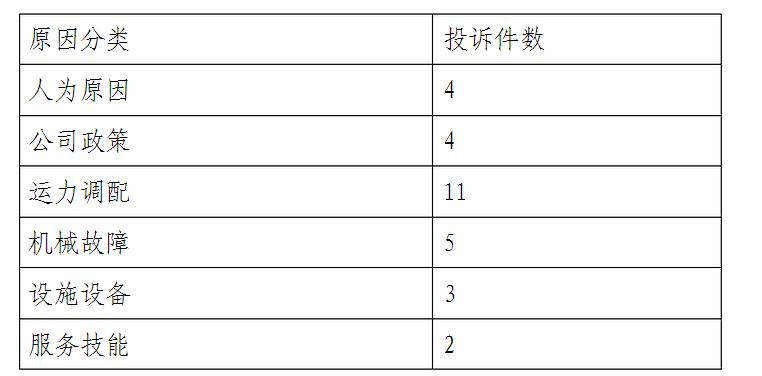 原因分类 投诉件数
人为原因 4
公司政策 4
运力调配 11
机械故障 5
设施设备 3
服务技能 2